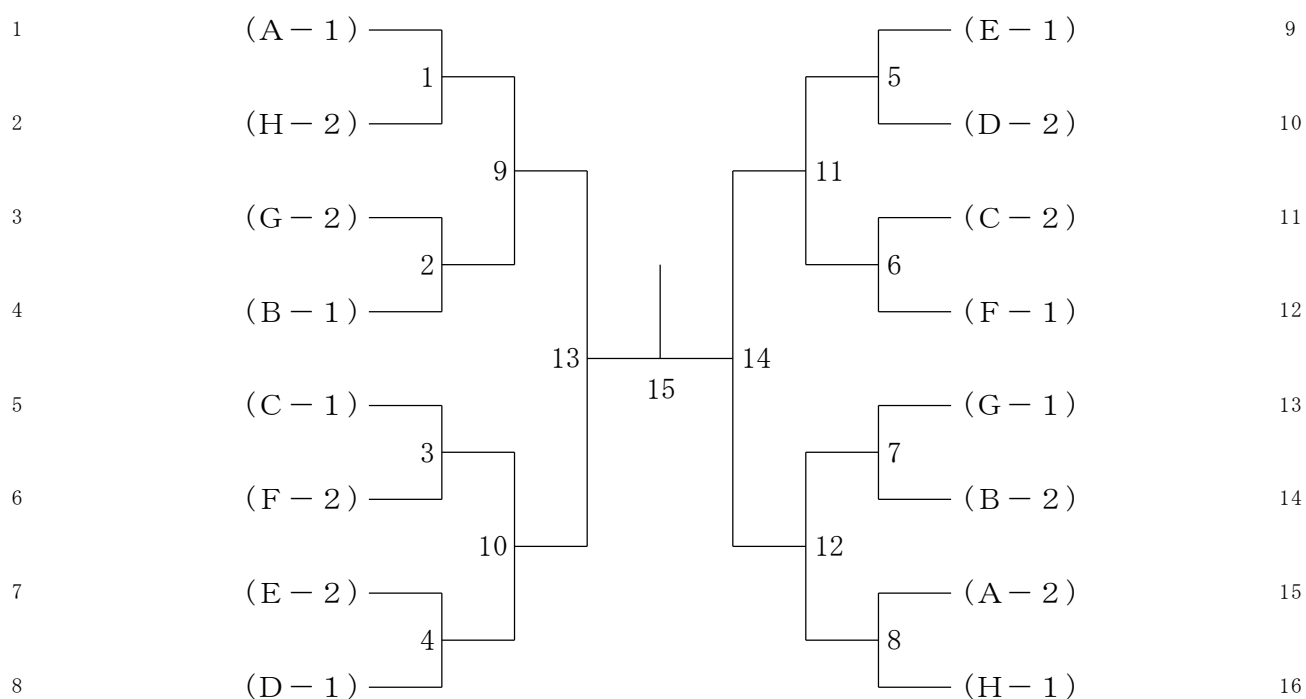 1 （A－1） （E－1） 9
1 5
2 （H－2） （D－2） 10
9 11
3 （G－2） （C－2） 11
2 6
4 （B－1） （F－1） 12
13 14
15
5 （C－1） （G－1） 13
3 7
6 （F－2） （B－2） 14
10 12
7 （E－2） （A－2） 15
4 8
8 （D－1） （H－1） 16